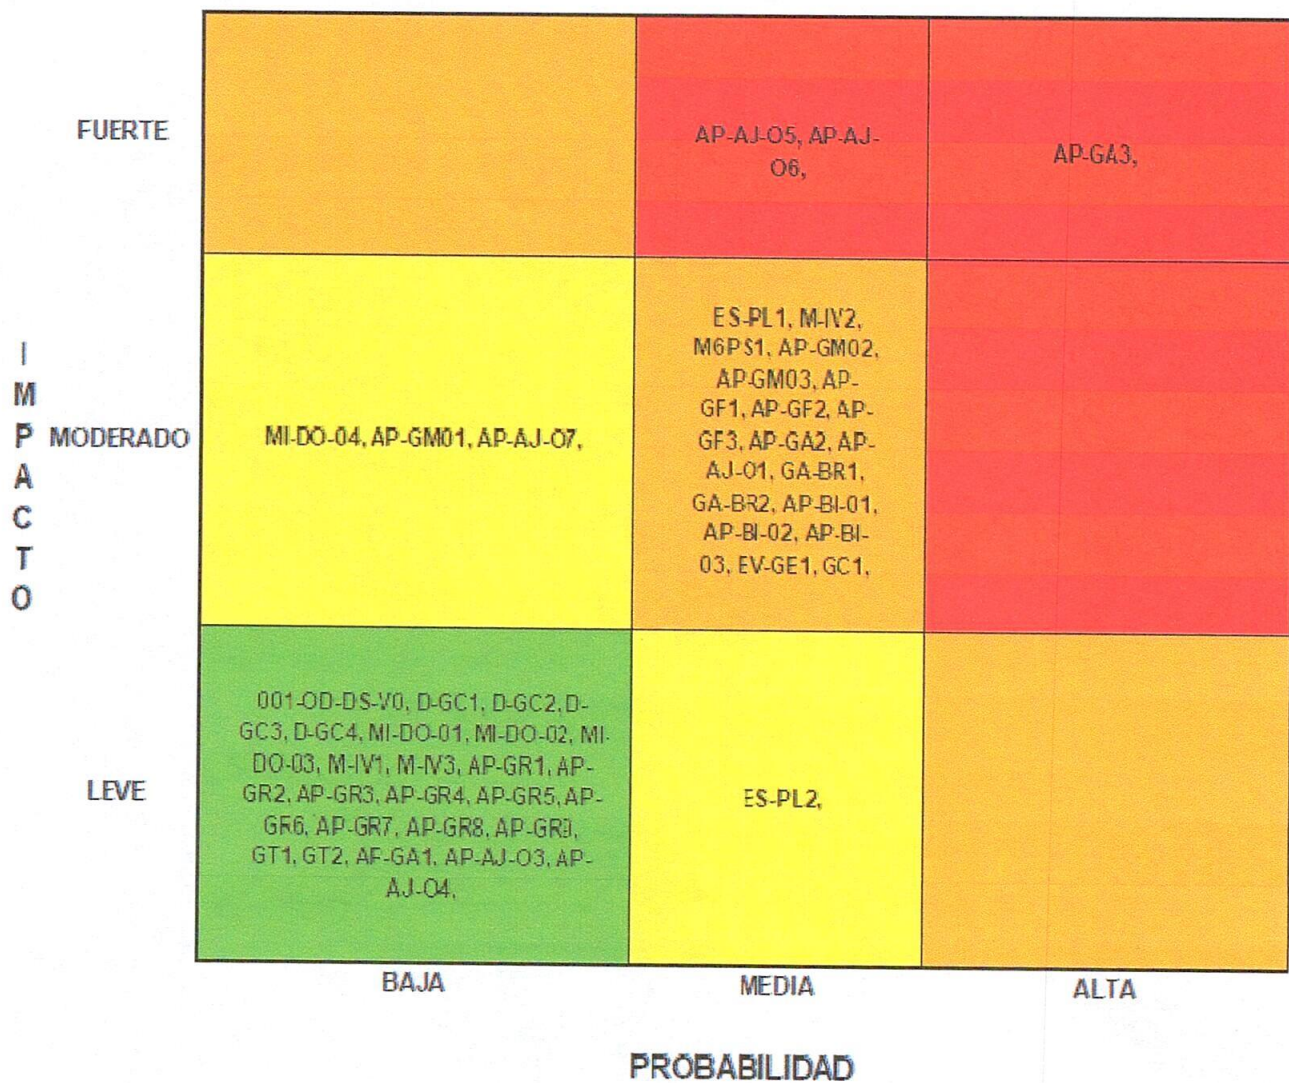 FUERTE
AP-AJ-O5, AP-AJ-
O6,
AP-GA3,
IMPACTO
MODERADO
MI-DO-04, AP-GM01, AP-AJ-O7,
ES-PL1, M-IV2,
M6PS1, AP-GM02,
AP-GM03, AP-
GF1, AP-GF2, AP-
GF3, AP-GA2, AP-
AJ-O1, GA-BR1,
GA-BR2, AP-BI-01,
AP-BI-02, AP-BI-
03, EV-GE1, GC1,
LEVE
001-OD-DS-V0, D-GC1, D-GC2, D-
GC3, D-GC4, MI-DO-01, MI-DO-02, MI-
DO-03, M-IV1, M-IV3, AP-GR1, AP-
GR2, AP-GR3, AP-GR4, AP-GR5, AP-
GR6, AP-GR7, AP-GR8,
GT1, GT2, AP-GA1, AP-AJ-O3, AP-
AJ-O4,
ES-PL2,
BAJA
MEDIA
ALTA
PROBABILIDAD